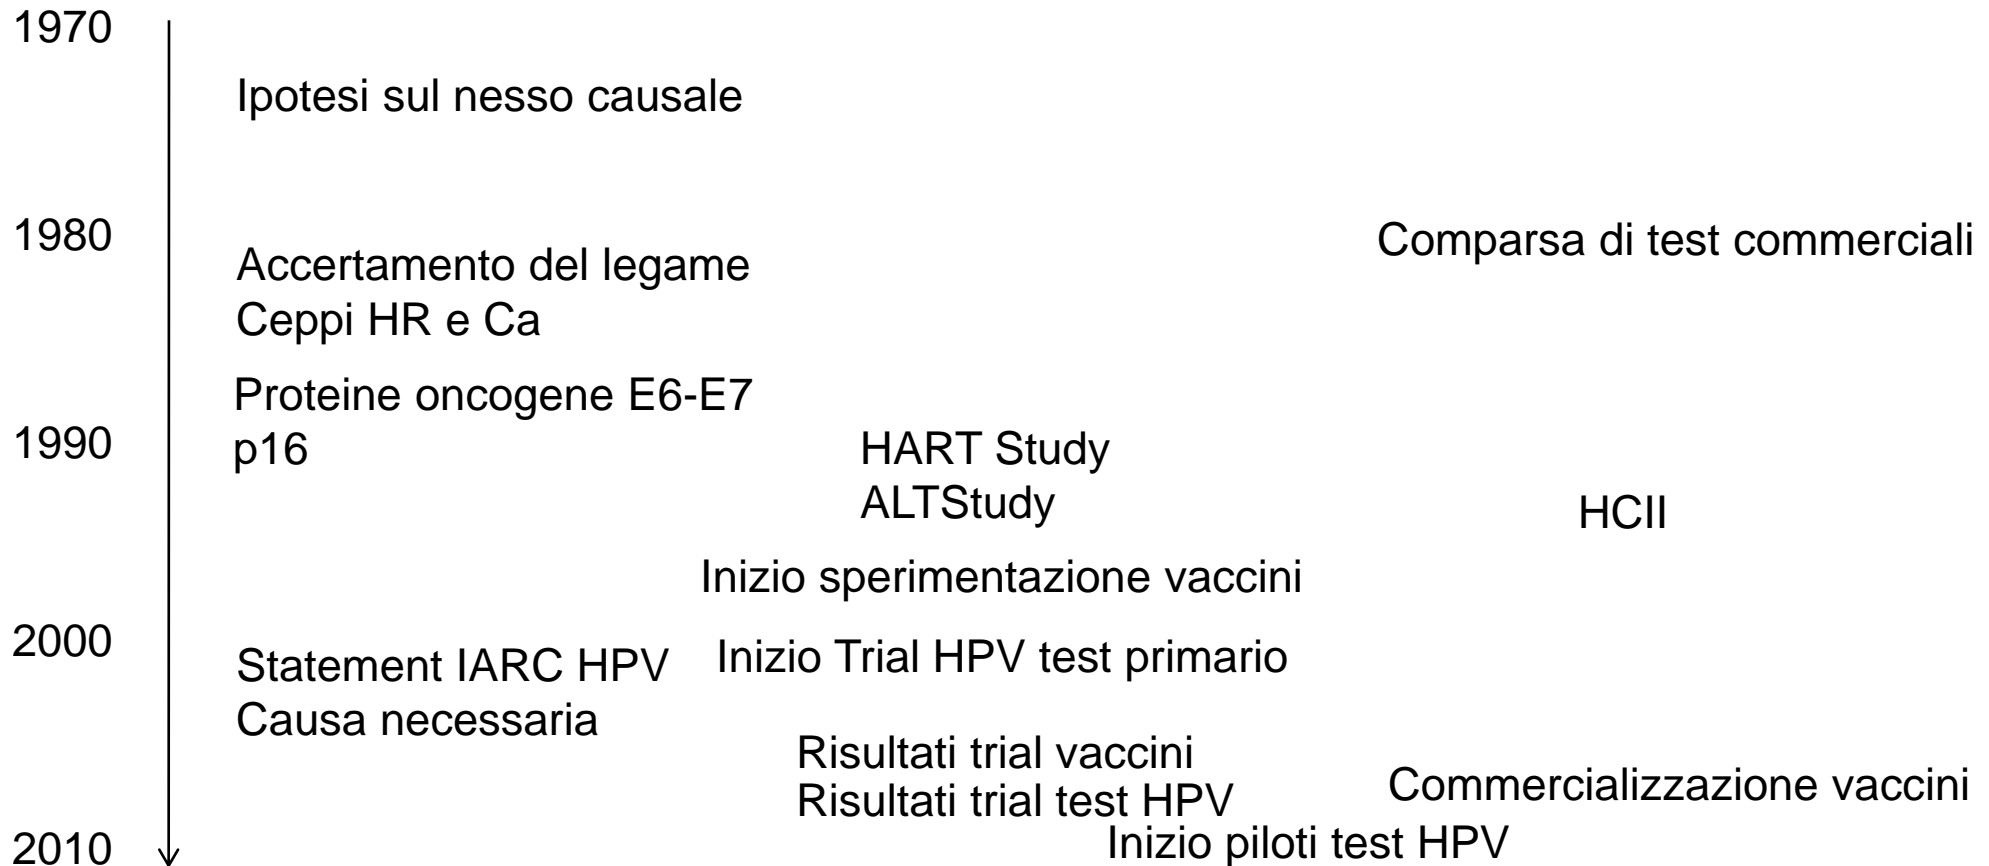 1970
Ipotesi sul nesso causale
1980
Comparsa di test commerciali
Accertamento del legame
Ceppi HR e Ca
Proteine oncogene E6-E7
1990
p16
HART Study
ALTStudy
HCII
Inizio sperimentazione vaccini
2000
Statement IARC HPV
Causa necessaria
Inizio Trial HPV test primario
Risultati trial vaccini
Risultati trial test HPV
Commercializzazione vaccini
2010
Inizio piloti test HPV